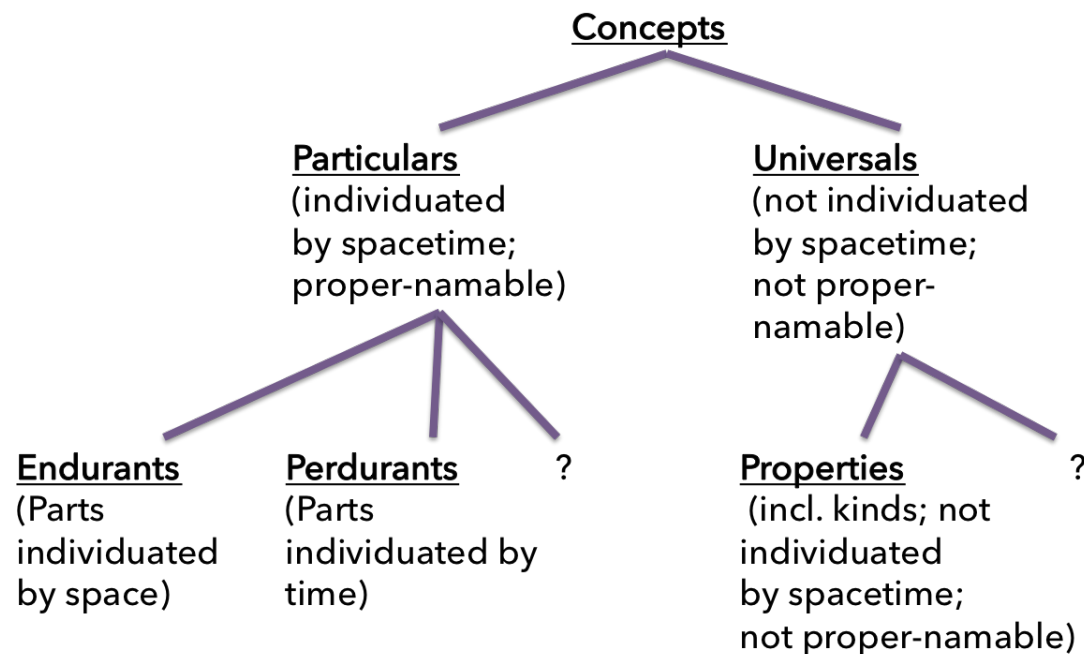 Concepts
Particulars
(individuated
by spacetime;
proper-namable)
Universals
(not individuated
by spacetime;
not proper-
namable)
Endurants
(Parts
individuated
by space)
Perdurants
(Parts
individuated by
time)
?
Properties
(incl. kinds; not
individuated
by spacetime;
not proper-namable)
?